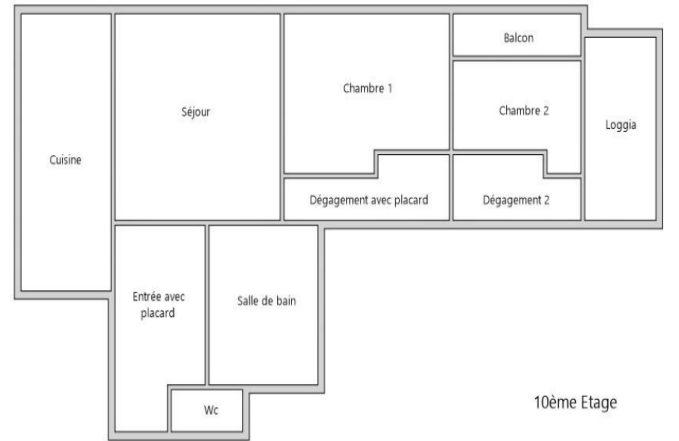 Balcon
Chambre 1
Séjour
Chambre 2
Loggia
Cuisine
Dégagement avec placard
Dégagement 2
Entrée avec
placard
Salle de bain
Wc
10ème Etage